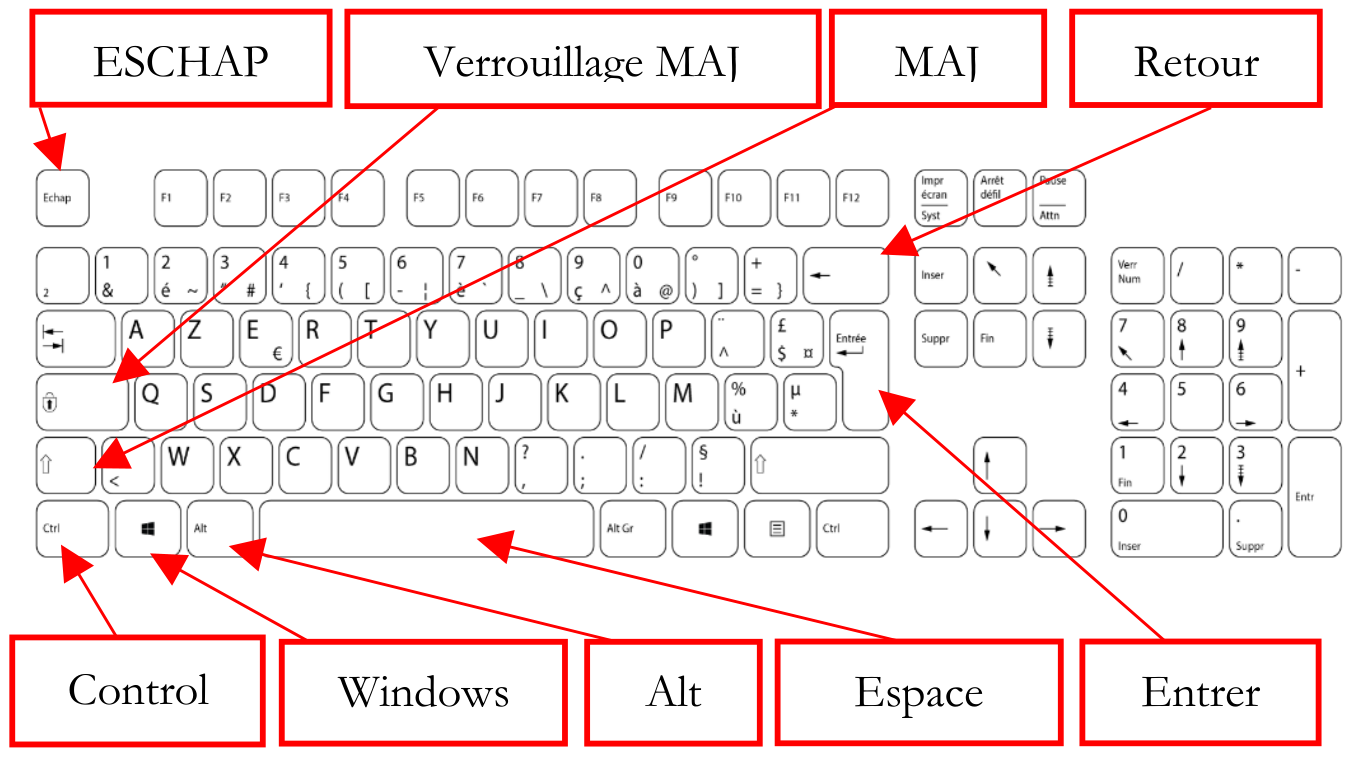 ESCHAP Verrouillage MAJ MAJ Retour
Echap F1 F2 F3 F4 F5 F6 F7 F8 F9 F10 F11 F12 Impr écran Syst Arrêt défil Pause Attn
2 1 & 2 é ~ 3 " # 4 ' { 5 ( [ 6 - ¦ 7 è ` 8 _ \ 9 ç ^ 0 à @ ° ) ] + = } Inser Verr Num / * -
A Z E € R T Y U I O P ¨ ^ £ $ ¤ Entrée Suppr Fin 7 8 9 +
Q S D F G H J K L M % ù µ * 4 5 6
< W X C V B N ? , . ; / : § ! 1 Fin 2 3 Entr
Ctrl Alt Alt Gr Ctrl 0 Inser . Suppr
Control Windows Alt Espace Entrer